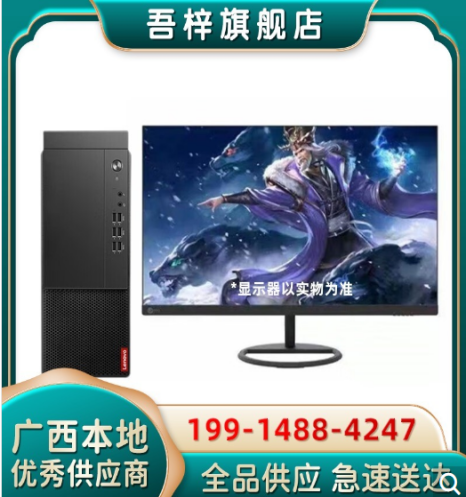 吾梓旗舰店
*显示器以实物为准
Lenovo
广西本地
优秀供应商
199-1488-4247
全品供应 急速送达